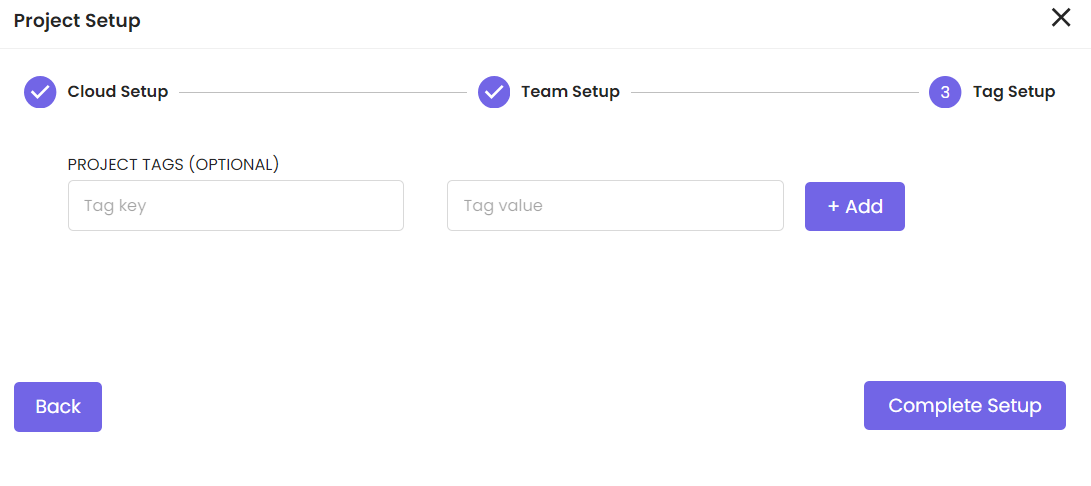 Project Setup
Cloud Setup
Team Setup
3 Tag Setup
PROJECT TAGS (OPTIONAL)
Tag key
Tag value
+ Add
Back
Complete Setup